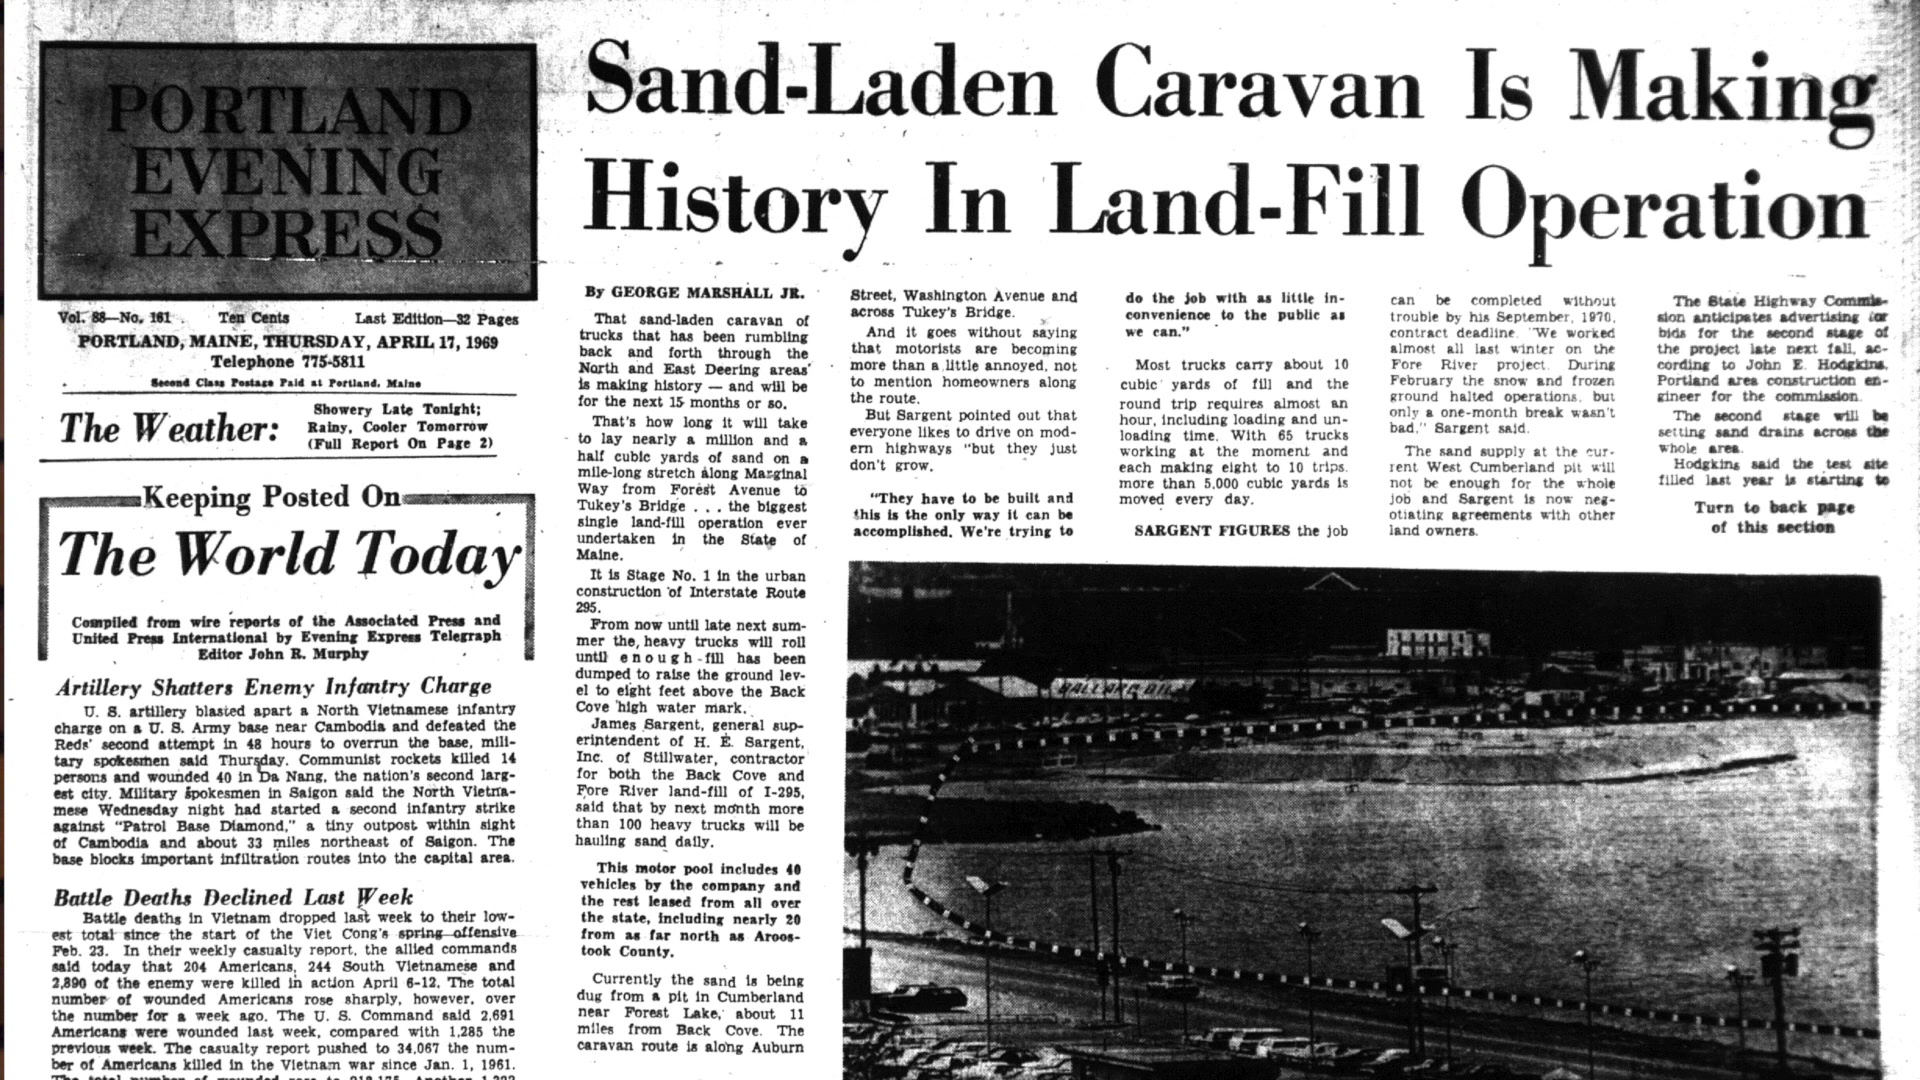 PORTLAND
EVENING
EXPRESS
Vol. 88—No. 161 Ten Cents Last Edition—32 Pages
PORTLAND, MAINE, THURSDAY, APRIL 17, 1969
Telephone 775-5811
Second Class Postage Paid at Portland, Maine
The Weather:
Showery Late Tonight;
Rainy, Cooler Tomorrow
(Full Report On Page 2)
Keeping Posted On
The World Today
Compiled from wire reports of the Associated Press and
United Press International by Evening Express Telegraph
Editor John R. Murphy
Artillery Shatters Enemy Infantry Charge
U. S. artillery blasted apart a North Vietnamese infantry
charge on a U. S. Army base near Cambodia and defeated the
Reds' second attempt in 48 hours to overrun the base, mili-
tary spokesmen said Thursday. Communist rockets killed 14
persons and wounded 40 in Da Nang, the nation's second larg-
est city. Military spokesmen in Saigon said the North Vietna-
mese Wednesday night had started a second infantry strike
against "Patrol Base Diamond," a tiny outpost within sight
of Cambodia and about 33 miles northeast of Saigon. The
base blocks important infiltration routes into the capital area.
Battle Deaths Declined Last Week
Battle deaths in Vietnam dropped last week to their low-
est total since the start of the Viet Cong's spring offensive
Feb. 23. In their weekly casualty report, the allied commands
said today that 204 Americans, 244 South Vietnamese and
2,890 of the enemy were killed in action April 6-12. The total
number of wounded Americans rose sharply, however, over
the number for a week ago. The U. S. Command said 2,691
Americans were wounded last week, compared with 1,285 the
previous week. The casualty report pushed to 34,067 the num-
ber of Americans killed in the Vietnam war since Jan. 1, 1961.
Sand-Laden Caravan Is Making
History In Land-Fill Operation
By GEORGE MARSHALL JR.
That sand-laden caravan of
trucks that has been rumbling
back and forth through the
North and East Deering areas'
is making history — and will be
for the next 15 months or so.
That's how long it will take
to lay nearly a million and a
half cubic yards of sand on a
mile-long stretch along Marginal
Way from Forest Avenue to
Tukey's Bridge . . . the biggest
single land-fill operation ever
undertaken in the State of
Maine.
It is Stage No. 1 in the urban
construction of Interstate Route
295.
From now until late next sum-
mer the heavy trucks will roll
until enough fill has been
dumped to raise the ground lev-
el to eight feet above the Back
Cove high water mark.
James Sargent, general sup-
erintendent of H. E. Sargent,
Inc. of Stillwater, contractor
for both the Back Cove and
Fore River land-fill of I-295,
said that by next month more
than 100 heavy trucks will be
hauling sand daily.
This motor pool includes 40
vehicles by the company and
the rest leased from all over
the state, including nearly 20
from as far north as Aroos-
took County.
Currently the sand is being
dug from a pit in Cumberland
near Forest Lake, about 11
miles from Back Cove. The
caravan route is along Auburn
Street, Washington Avenue and
across Tukey's Bridge.
And it goes without saying
that motorists are becoming
more than a little annoyed, not
to mention homeowners along
the route.
But Sargent pointed out that
everyone likes to drive on mod-
ern highways "but they just
don't grow.
"They have to be built and
this is the only way it can be
accomplished. We're trying to
do the job with as little in-
convenience to the public as
we can."
Most trucks carry about 10
cubic yards of fill and the
round trip requires almost an
hour, including loading and un-
loading time. With 65 trucks
working at the moment and
each making eight to 10 trips.
more than 5,000 cubic yards is
moved every day.
SARGENT FIGURES the job
can be completed without
trouble by his September, 1970,
contract deadline. "We worked
almost all last winter on the
Fore River project. During
February the snow and frozen
ground halted operations, but
only a one-month break wasn't
bad," Sargent said.
The sand supply at the cur-
rent West Cumberland pit will
not be enough for the whole
job and Sargent is now neg-
otiating agreements with other
land owners.
The State Highway Commis-
sion anticipates advertising for
bids for the second stage of
the project late next fall, ac-
cording to John E. Hodgkins,
Portland area construction en-
gineer for the commission.
The second stage will be
setting sand drains across the
whole area.
Hodgkins said the test site
filled last year is starting to
Turn to back page
of this section